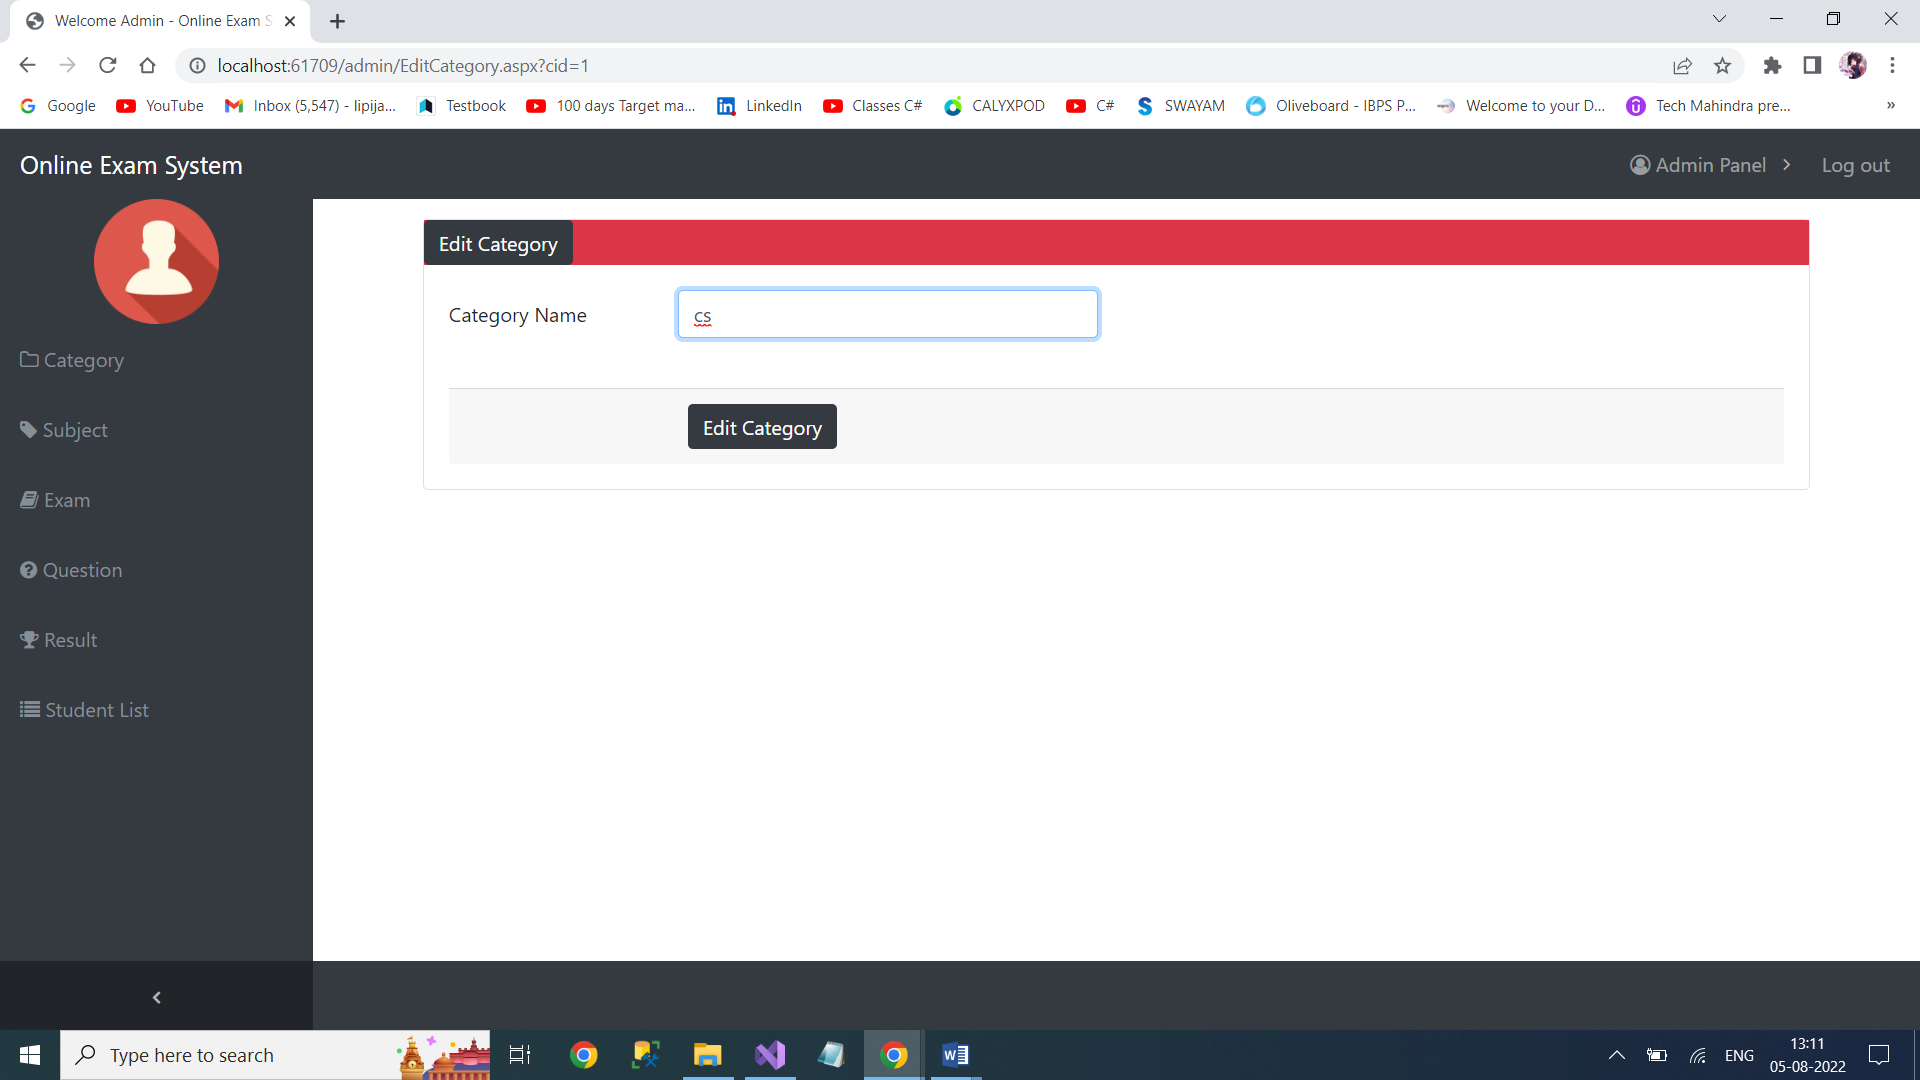 Welcome Admin - Online Exam S
localhost:61709/admin/EditCategory.aspx?cid=1
Google YouTube Inbox (5,547) - lipija... Testbook 100 days Target ma... LinkedIn Classes C# CALYXPOD C# SWAYAM Oliveboard - IBPS P... Welcome to your D... Tech Mahindra pre... »
Online Exam System
Admin Panel
Log out
Category
Subject
Exam
Question
Result
Student List
Edit Category
Category Name
cs
Edit Category
Type here to search
ENG
13:11
05-08-2022